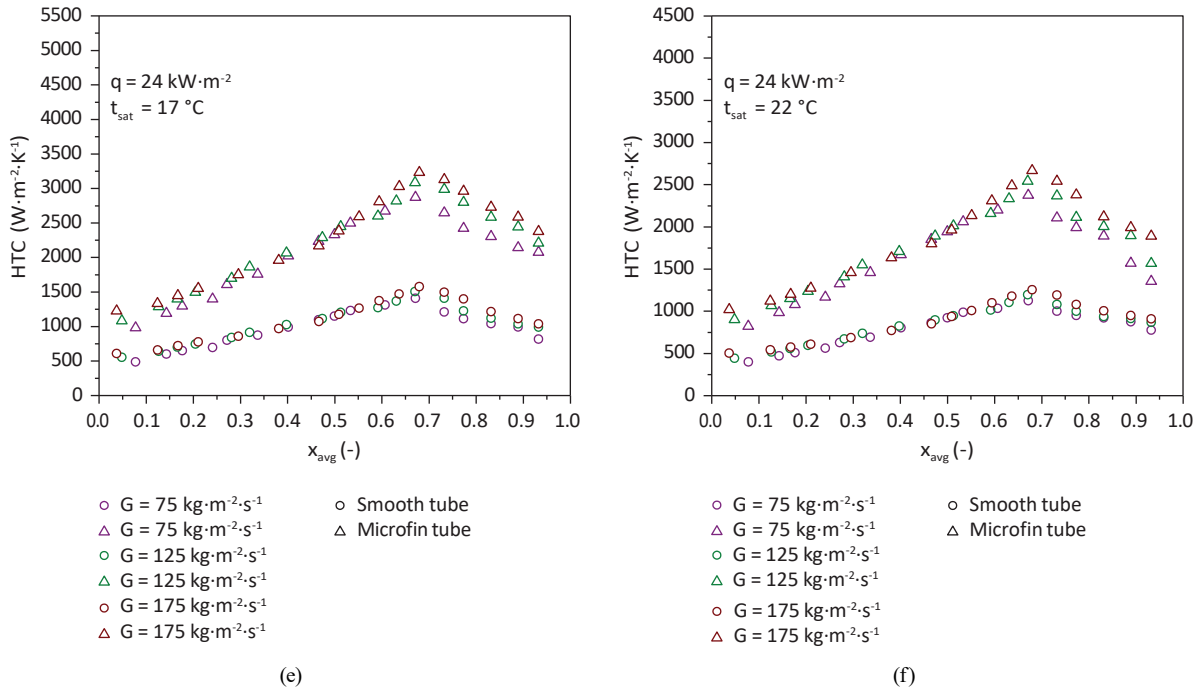 5500
5000
4500
4000
3500
3000
2500
2000
1500
1000
500
0
HTC (W·m⁻²·K⁻¹)
q = 24 kW·m⁻²
t_sat = 17 °C
0.0 0.1 0.2 0.3 0.4 0.5 0.6 0.7 0.8 0.9 1.0
x_avg (-)
G = 75 kg·m⁻²·s⁻¹
G = 75 kg·m⁻²·s⁻¹
G = 125 kg·m⁻²·s⁻¹
G = 125 kg·m⁻²·s⁻¹
G = 175 kg·m⁻²·s⁻¹
G = 175 kg·m⁻²·s⁻¹
Smooth tube
Microfin tube
(e)
4500
4000
3500
3000
2500
2000
1500
1000
500
0
HTC (W·m⁻²·K⁻¹)
q = 24 kW·m⁻²
t_sat = 22 °C
0.0 0.1 0.2 0.3 0.4 0.5 0.6 0.7 0.8 0.9 1.0
x_avg (-)
G = 75 kg·m⁻²·s⁻¹
G = 75 kg·m⁻²·s⁻¹
G = 125 kg·m⁻²·s⁻¹
G = 125 kg·m⁻²·s⁻¹
G = 175 kg·m⁻²·s⁻¹
G = 175 kg·m⁻²·s⁻¹
Smooth tube
Microfin tube
(f)